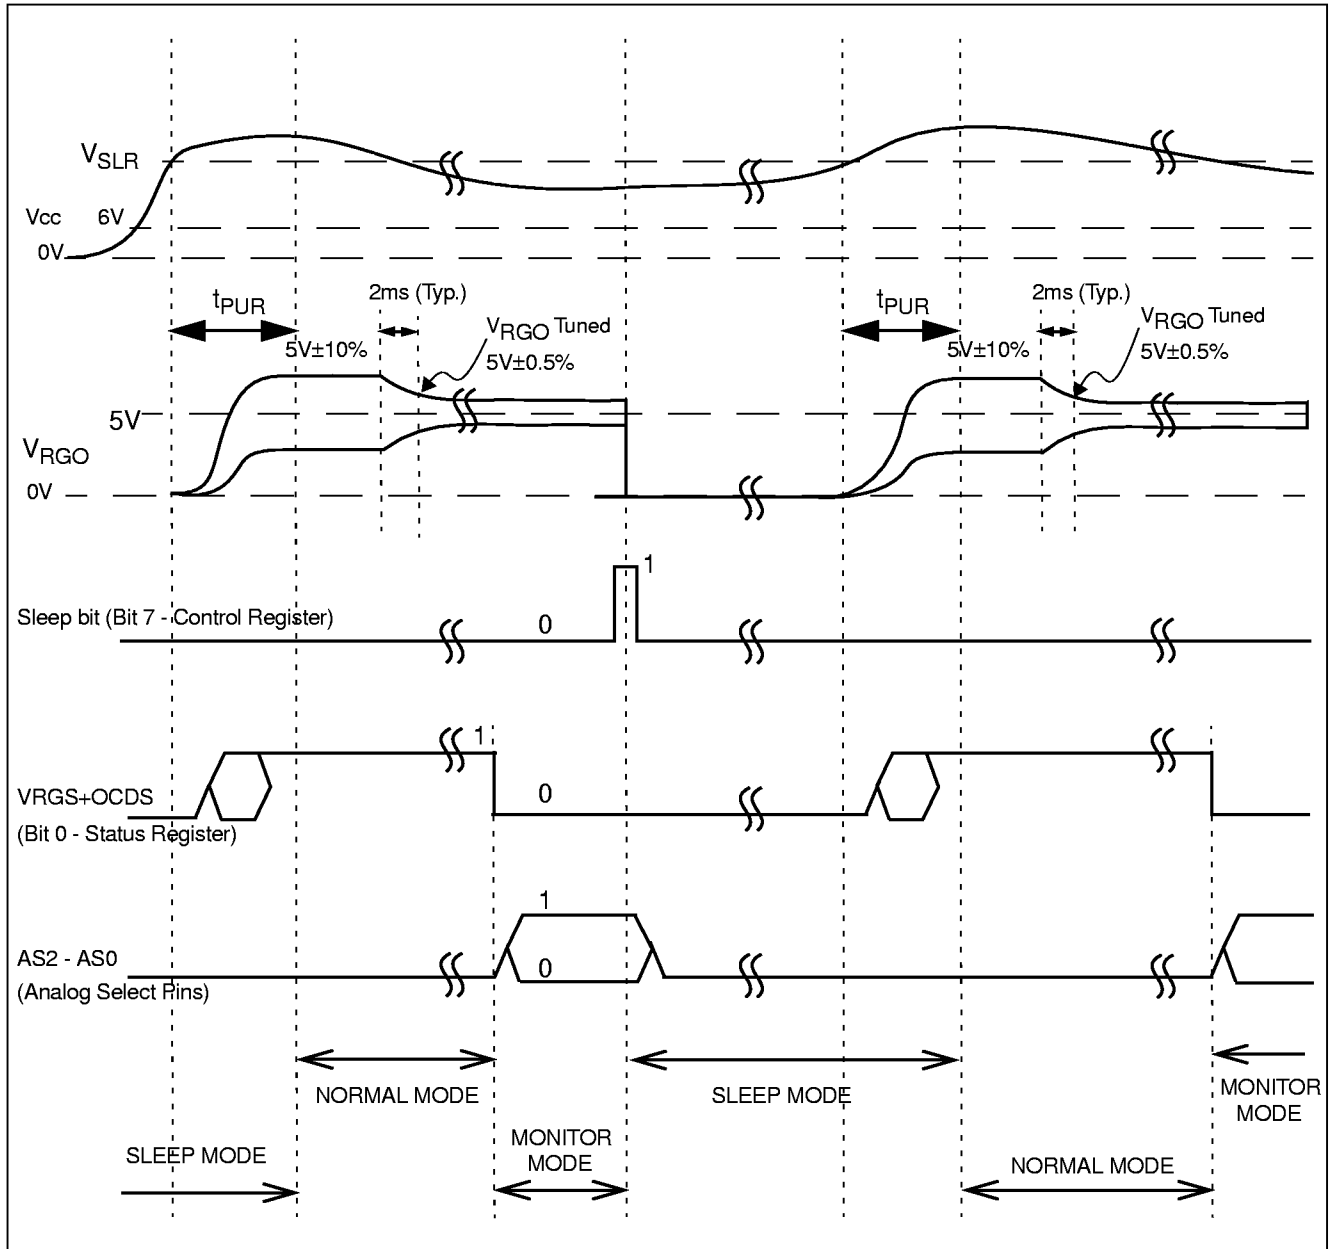 VSLR
Vcc 6V
0V
tPUR
2ms (Typ.)
VRGO Tuned
5V±10%
5V±0.5%
tPUR
2ms (Typ.)
VRGO Tuned
5V±10%
5V±0.5%
5V
VRGO
0V
1
Sleep bit (Bit 7 - Control Register)
0
1
VRGS+OCDS
0
(Bit 0 - Status Register)
1
AS2 - AS0
0
(Analog Select Pins)
NORMAL MODE
SLEEP MODE
MONITOR
MODE
MONITOR
MODE
SLEEP MODE
NORMAL MODE